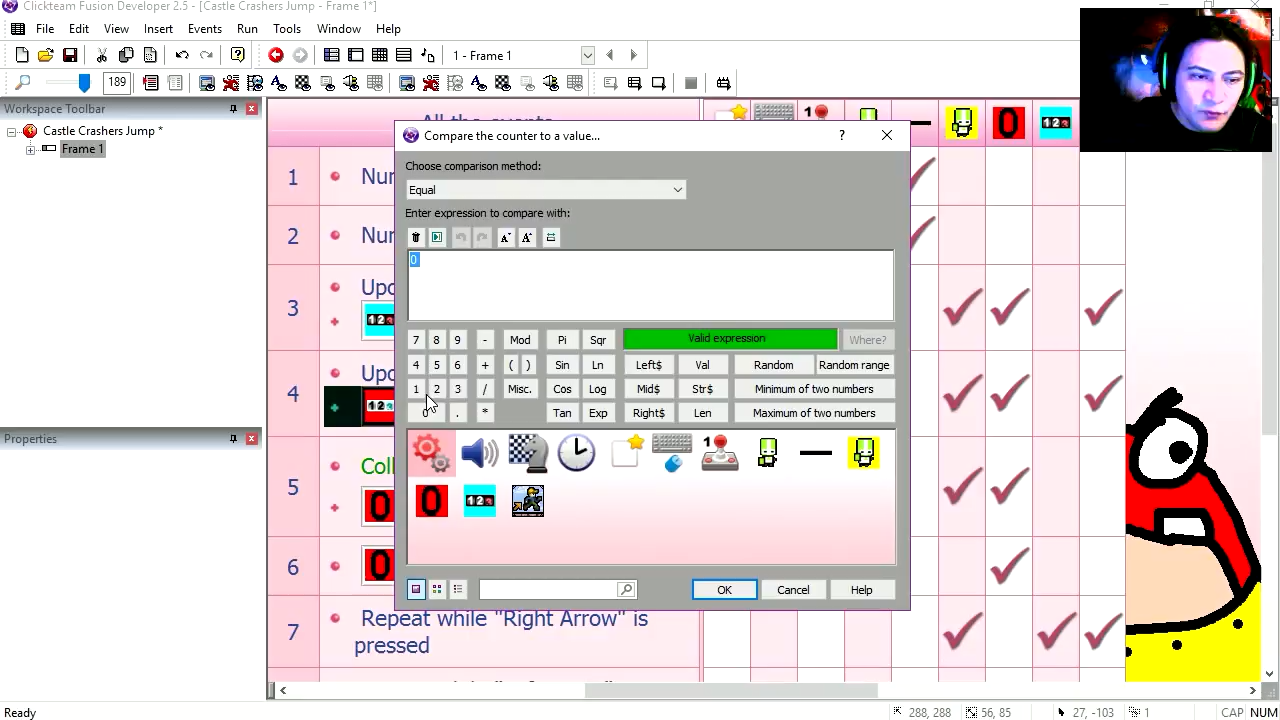 Clickteam Fusion Developer 2.5 - [Castle Crashers Jump - Frame 1*]
File Edit View Insert Events Run Tools Window Help
1 - Frame 1
189
Workspace Toolbar
Castle Crashers Jump *
Frame 1
Properties
All the events
1
2
3
4
5
6
7
Nu
Nu
Upo
Upo
Coll
Repeat while "Right Arrow" is
pressed
Compare the counter to a value...
?
Choose comparison method:
Equal
Enter expression to compare with:
0
7 8 9 - Mod Pi Sqr Valid expression Where?
4 5 6 + ( ) Sin Ln Left$ Val Random Random range
1 2 3 / Misc. Cos Log Mid$ Str$ Minimum of two numbers
. * Tan Exp Right$ Len Maximum of two numbers
OK Cancel Help
Ready
288, 288
56, 85
27, -103
1
CAP NUM